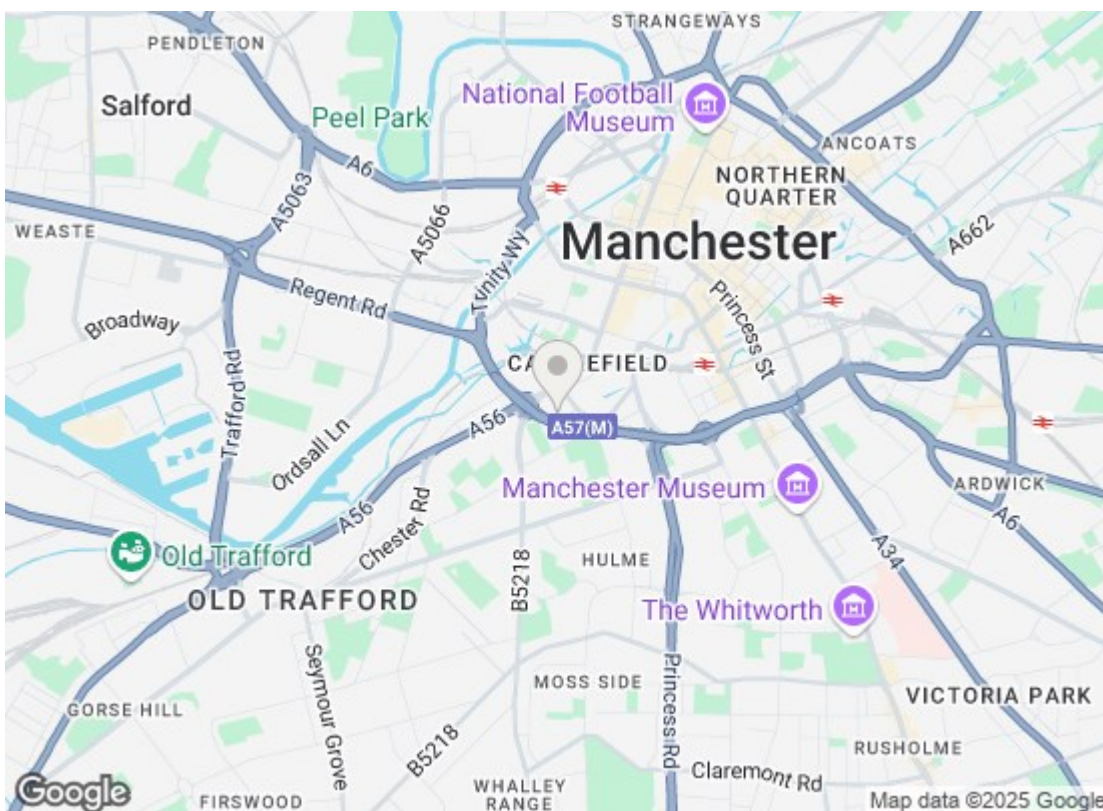 STRANGEWAYS
PENDLETON
Salford
National Football
Museum
Peel Park
ANCOATS
A6
NORTHERN
QUARTER
A5063
A5066
WEASTE
A662
Manchester
Trinity Wy
Regent Rd
Princess St
Broadway
Trafford Rd
A56
A57(M)
Ordsall Ln
Manchester Museum
ARDWICK
A56
Chester Rd
A6
Old Trafford
B5218
HULME
A34
OLD TRAFFORD
The Whitworth
Seymour Grove
Princess Rd
MOSS SIDE
VICTORIA PARK
GORSE HILL
B5218
RUSHOLME
Claremont Rd
WHALLEY
RANGE
Google
FIRSWOOD
Map data ©2025 Google